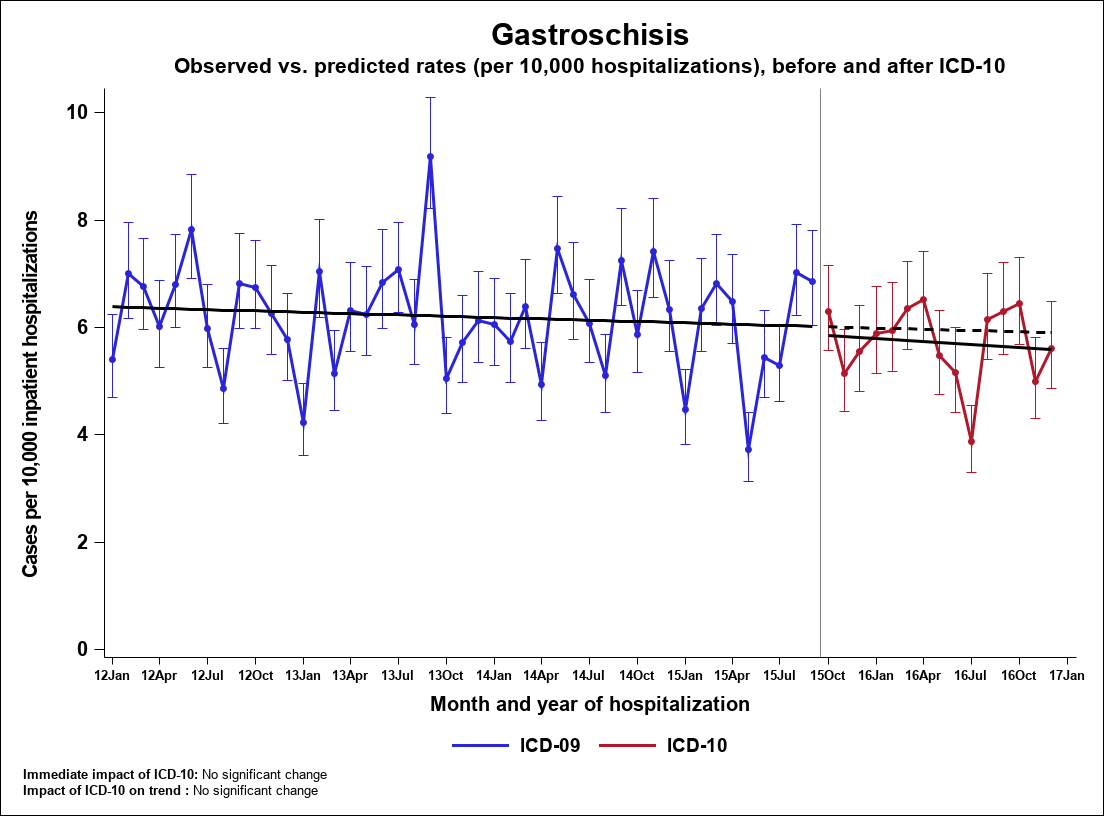 Gastroschisis
Observed vs. predicted rates (per 10,000 hospitalizations), before and after ICD-10
Cases per 10,000 inpatient hospitalizations
10
8
6
4
2
0
12Jan 12Apr 12Jul 12Oct 13Jan 13Apr 13Jul 13Oct 14Jan 14Apr 14Jul 14Oct 15Jan 15Apr 15Jul 15Oct 16Jan 16Apr 16Jul 16Oct 17Jan
Month and year of hospitalization
ICD-09 ICD-10
Immediate impact of ICD-10: No significant change
Impact of ICD-10 on trend : No significant change